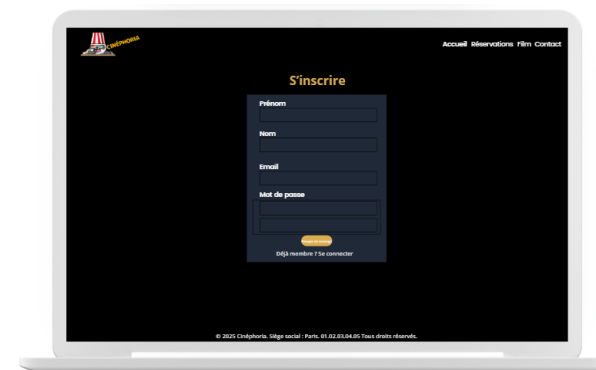 CINÉPHORIA
Accueil Réservations Film Contact
S'inscrire
Prénom
Nom
Email
Mot de passe
Déjà membre ? Se connecter
© 2025 Cinéphoria. Siège social : Paris. 01.02.03.04.05 Tous droits réservés.